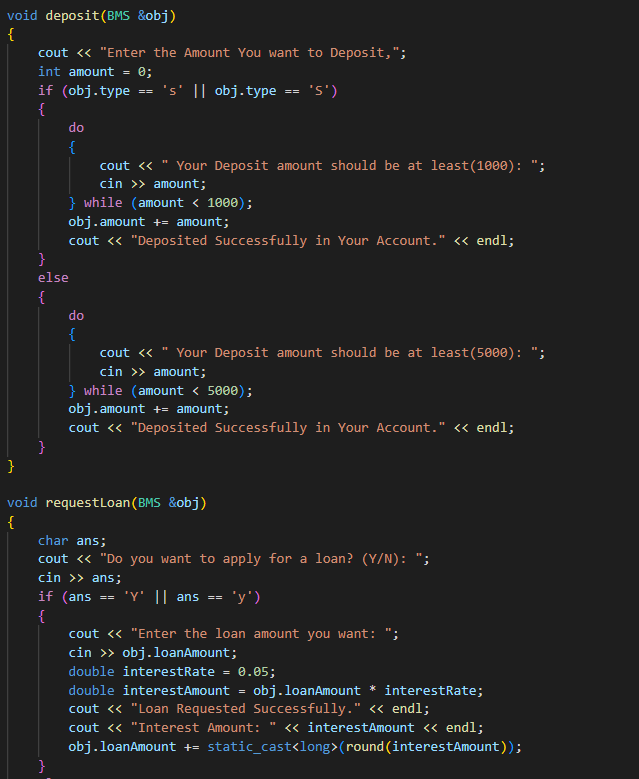 void deposit(BMS &obj)
{
    cout << "Enter the Amount You want to Deposit,";
    int amount = 0;
    if (obj.type == 's' || obj.type == 'S')
    {
        do
        {
            cout << " Your Deposit amount should be at least(1000): ";
            cin >> amount;
        } while (amount < 1000);
        obj.amount += amount;
        cout << "Deposited Successfully in Your Account." << endl;
    }
    else
    {
        do
        {
            cout << " Your Deposit amount should be at least(5000): ";
            cin >> amount;
        } while (amount < 5000);
        obj.amount += amount;
        cout << "Deposited Successfully in Your Account." << endl;
    }
}

void requestLoan(BMS &obj)
{
    char ans;
    cout << "Do you want to apply for a loan? (Y/N): ";
    cin >> ans;
    if (ans == 'Y' || ans == 'y')
    {
        cout << "Enter the loan amount you want: ";
        cin >> obj.loanAmount;
        double interestRate = 0.05;
        double interestAmount = obj.loanAmount * interestRate;
        cout << "Loan Requested Successfully." << endl;
        cout << "Interest Amount: " << interestAmount << endl;
        obj.loanAmount += static_cast<long>(round(interestAmount));
    }